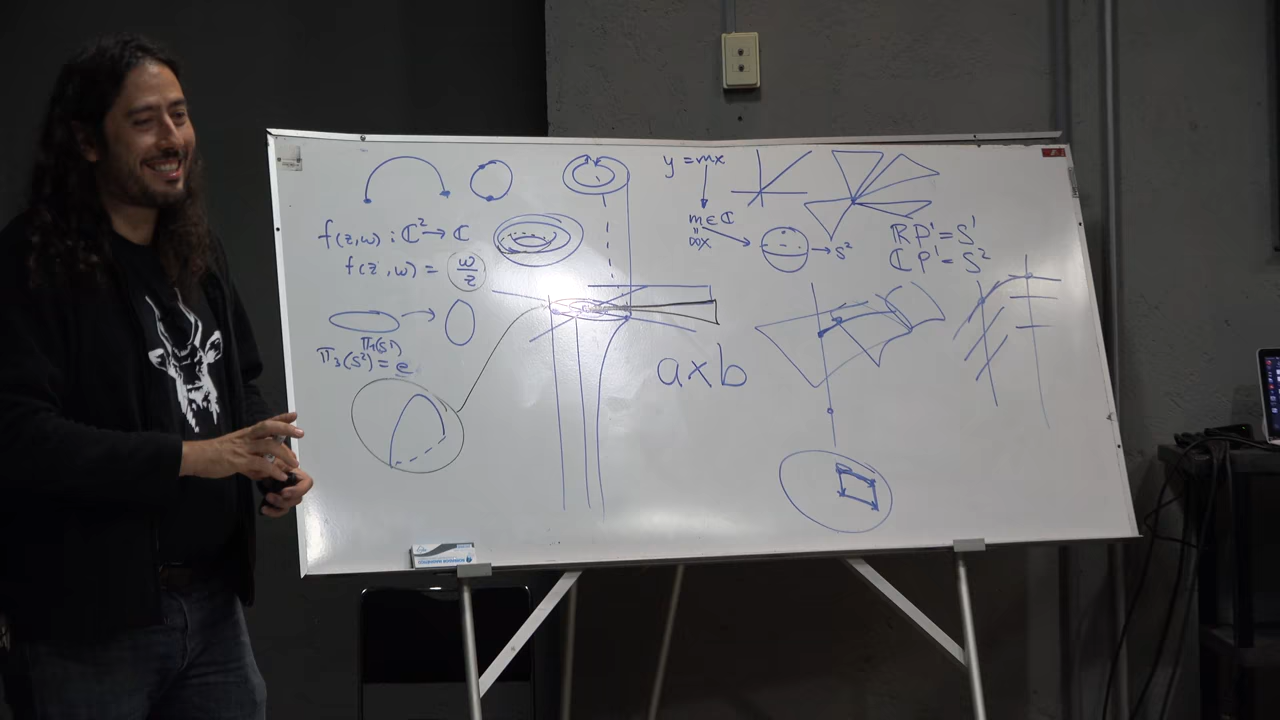 y = mx
m ∈ ℂ
"
∞x
→ S²
RP¹ = S¹
ℂP¹ = S²
f(z,w) : ℂ² → ℂ
f(z,w) = w/z
π₁(S¹)
π₃(S²) = e
a×b